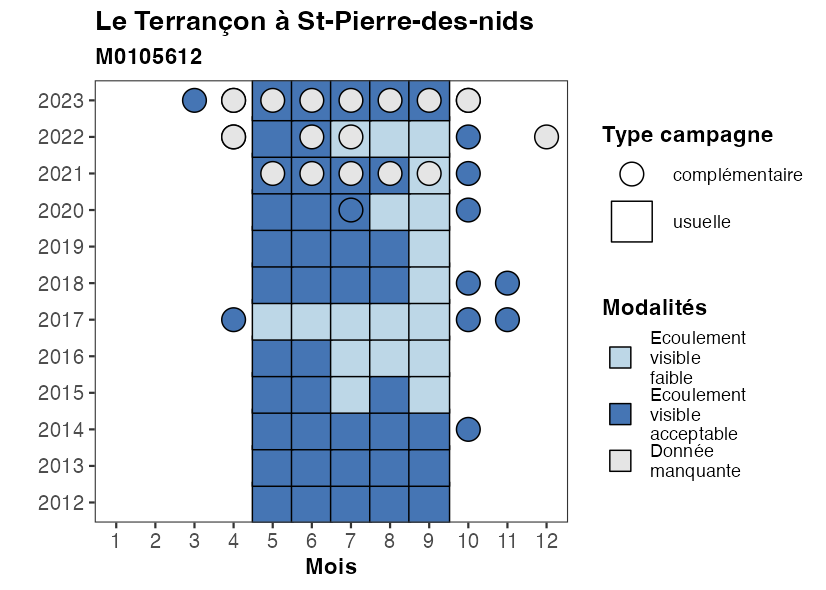 Le Terrançon à St-Pierre-des-nids
M0105612
2023
2022
2021
2020
2019
2018
2017
2016
2015
2014
2013
2012
1 2 3 4 5 6 7 8 9 10 11 12
Mois
Type campagne
complémentaire
usuelle
Modalités
Ecoulement
visible
faible
Ecoulement
visible
acceptable
Donnée
manquante